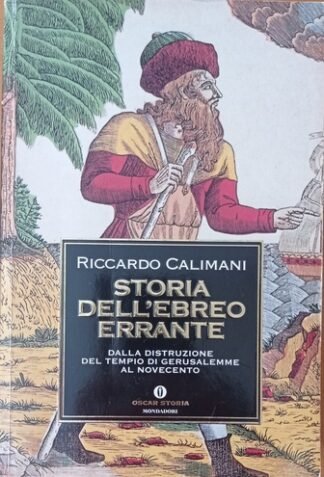 RICCARDO CALIMANI
STORIA
DELL'EBREO
ERRANTE
DALLA DISTRUZIONE
DEL TEMPIO DI GERUSALEMME
AL NOVECENTO
OSCAR STORIA
MONDADORI